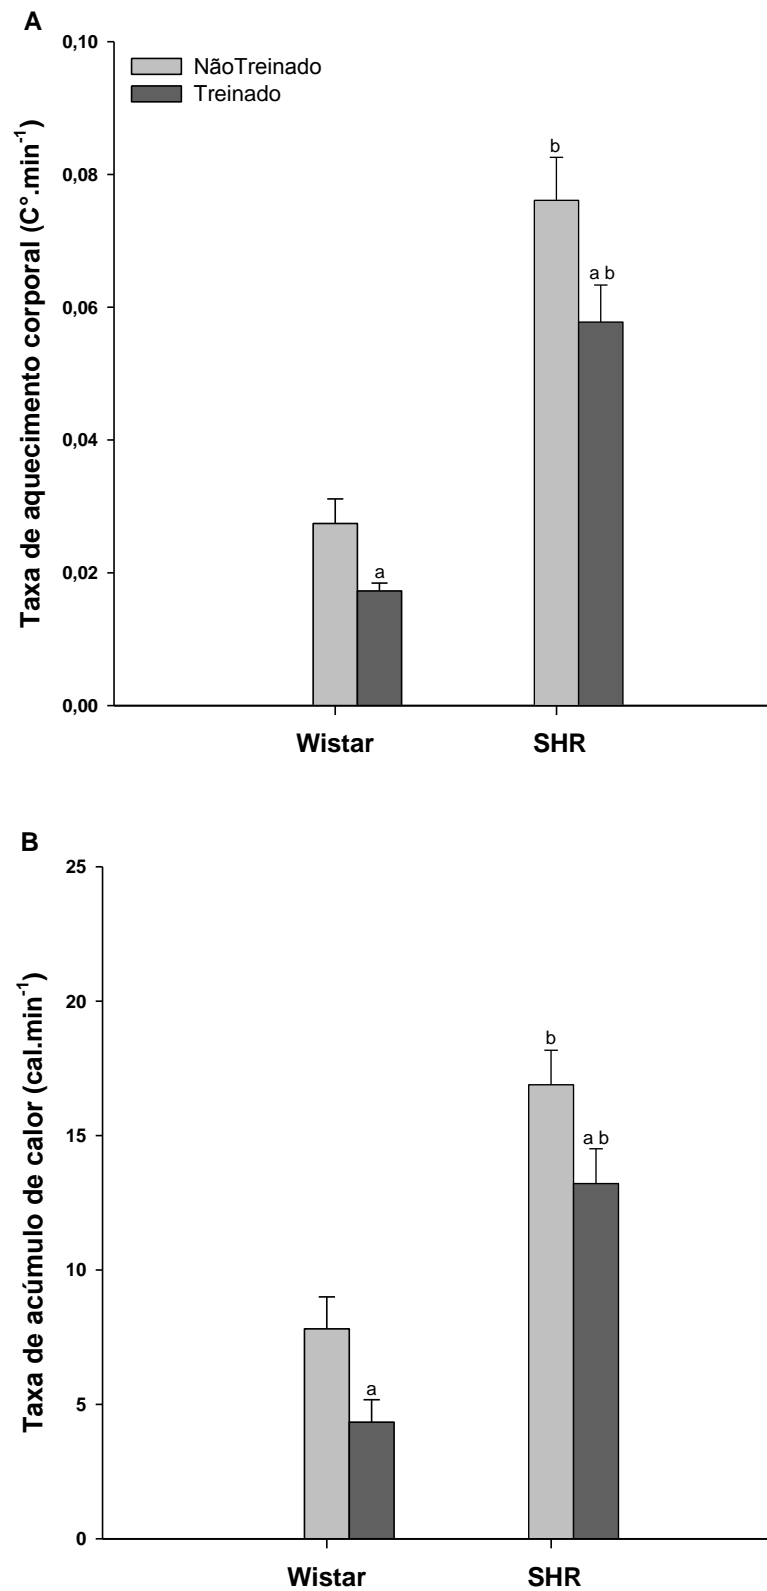 A
0,10
NãoTreinado
Treinado
b
0,08
a b
0,06
0,04
a
0,02
0,00
Taxa de aquecimento corporal (C°.min⁻¹)
Wistar SHR
B
25
20
b
15
a b
10
a
5
0
Taxa de acúmulo de calor (cal.min⁻¹)
Wistar SHR